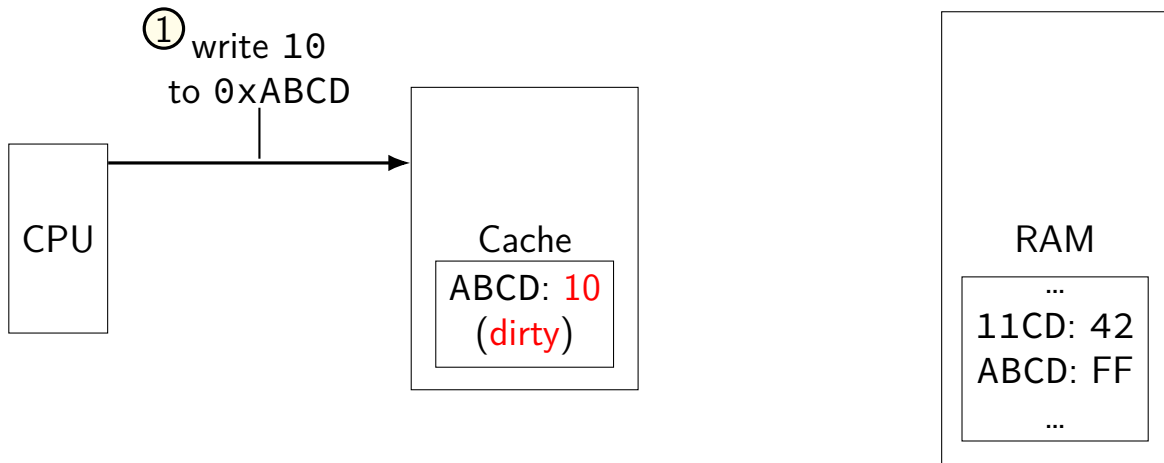 1
write 10
to 0xABCD
CPU
Cache
ABCD: 10
(dirty)
RAM
...
11CD: 42
ABCD: FF
...